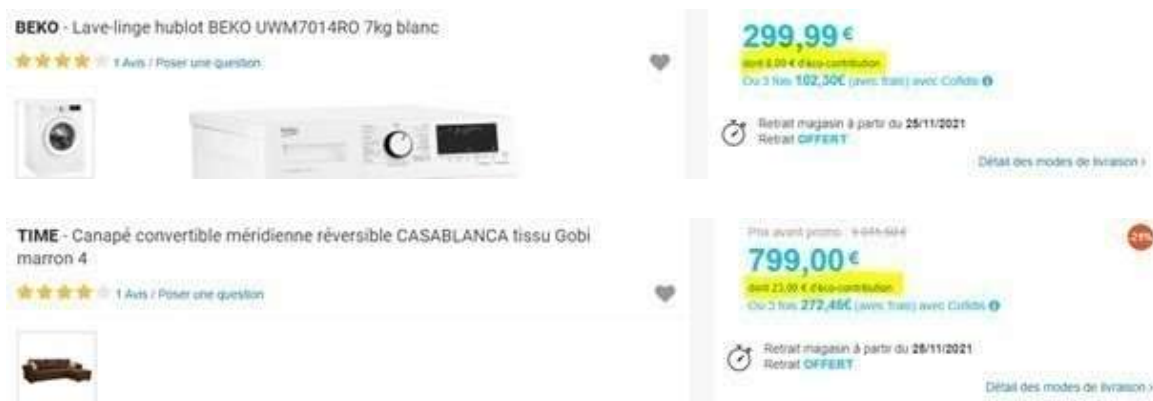 BEKO - Lave-linge hublot BEKO UWM7014RO 7kg blanc
1 Avis / Poser une question
299,99 €
dont 8,00 € d'éco-contribution
Ou 3 fois 102,30€ (avec frais) avec Cofidis
Retrait magasin à partir du 25/11/2021
Retrait OFFERT
Détail des modes de livraison ›
TIME - Canapé convertible méridienne réversible CASABLANCA tissu Gobi
marron 4
1 Avis / Poser une question
Prix avant promo :
799,00 €
dont 23,00 € d'éco-contribution
Ou 3 fois 272,46€ (avec frais) avec Cofidis
Retrait magasin à partir du 26/11/2021
Retrait OFFERT
Détail des modes de livraison ›